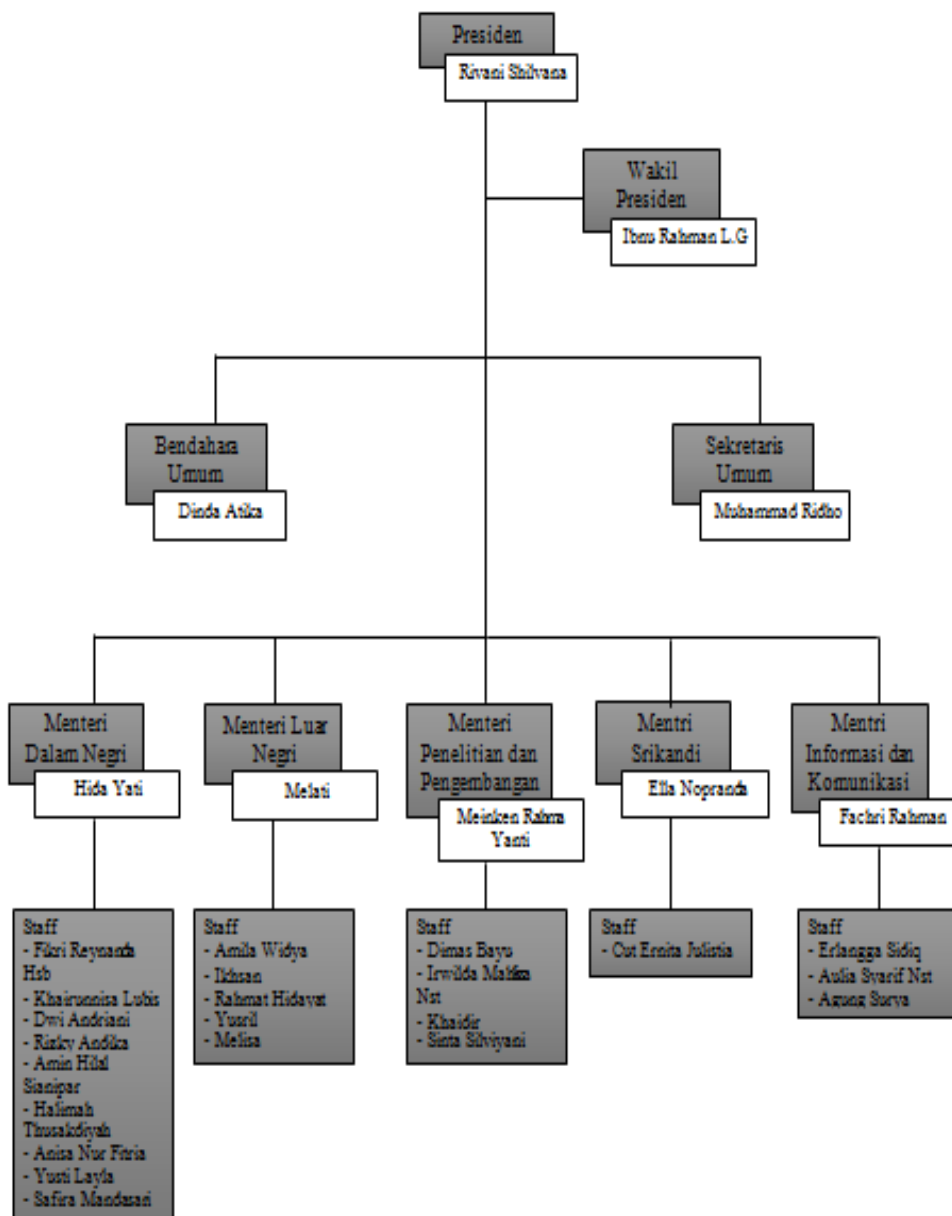 Presiden
Rivani Shilvana
Wakil
Presiden
Ibnu Rahman L.G
Bendahara
Umum
Dinda Atika
Sekretaris
Umum
Muhammad Ridho
Menteri
Dalam Negri
Hida Yati
Menteri Luar
Negri
Melati
Menteri
Penelitian dan
Pengembangan
Meinken Rahma
Yanti
Mentri
Srikandi
Ella Nopranda
Mentri
Informasi dan
Komunikasi
Fachri Rahman
Staff
- Fikri Reynanda
Hsb
- Khairunnisa Lubis
- Dwi Andriani
- Rizky Andika
- Amin Hilal
Sianipar
- Halimah
Thusakdiyah
- Anisa Nur Fitria
- Yusti Layla
- Safira Mandasari
Staff
- Amila Widya
- Ikhsan
- Rahmat Hidayat
- Yusril
- Melisa
Staff
- Dimas Bayu
- Irwilda
Nst
- Khaidir
- Sinta Silviyani
Staff
- Cut Ernita Julistia
Staff
- Erlangga Sidiq
- Aulia Syarif Nst
- Agung Surya